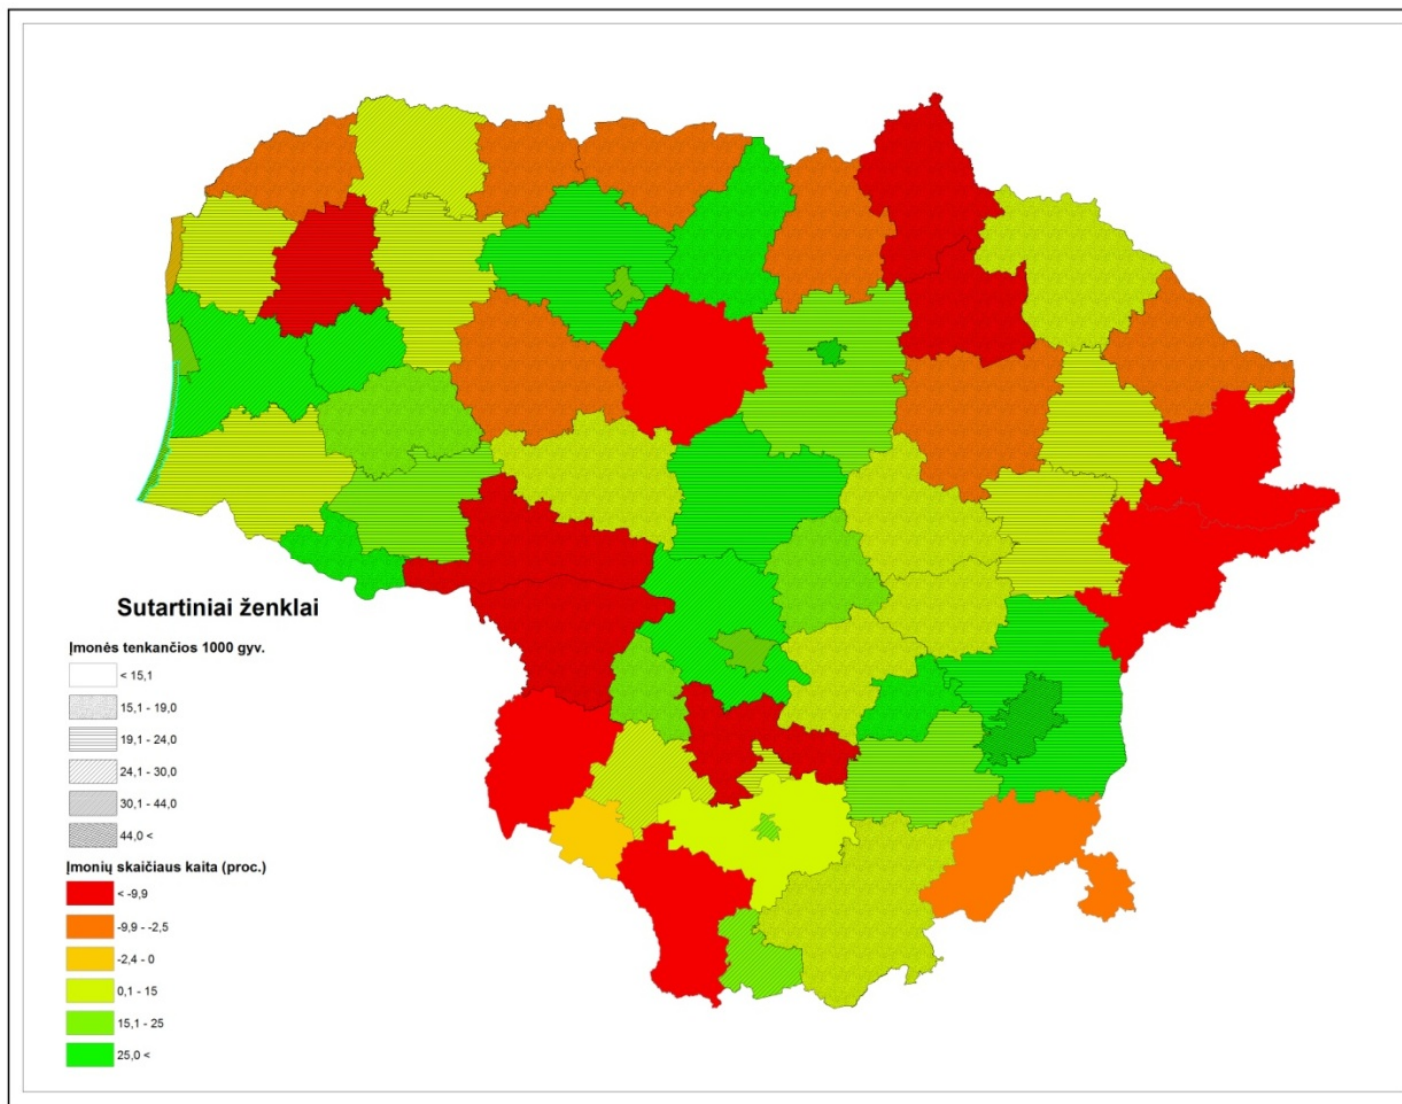 Sutartiniai ženklai
Įmonės tenkančios 1000 gyv.
< 15,1
15,1 - 19,0
19,1 - 24,0
24,1 - 30,0
30,1 - 44,0
44,0 <
Įmonių skaičiaus kaita (proc.)
< -9,9
-9,9 - -2,5
-2,4 - 0
0,1 - 15
15,1 - 25
25,0 <